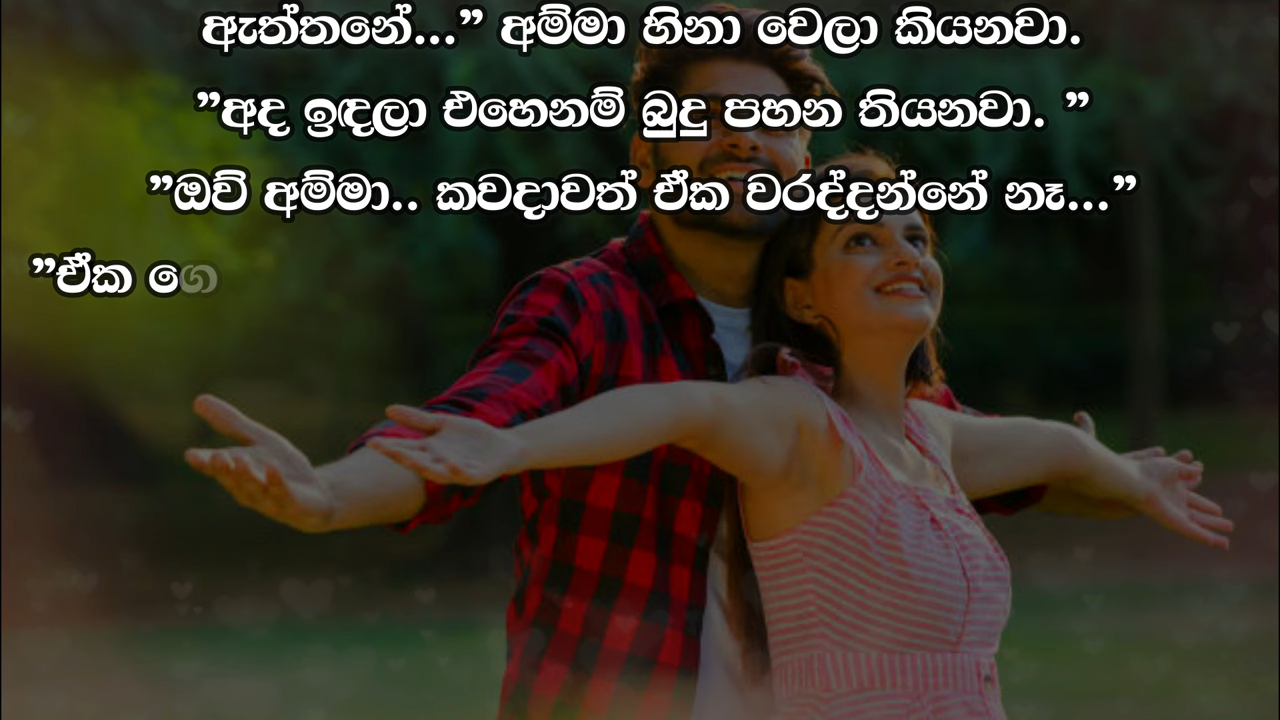 ඇත්තනේ...” අම්මා හිනා වෙලා කියනවා.
”අද ඉඳලා එහෙනම් බුදු පහන තියනවා. ”
”ඔව් අම්මා.. කවදාවත් ඒක වරද්දන්නේ නෑ...”
”ඒක ගෙ